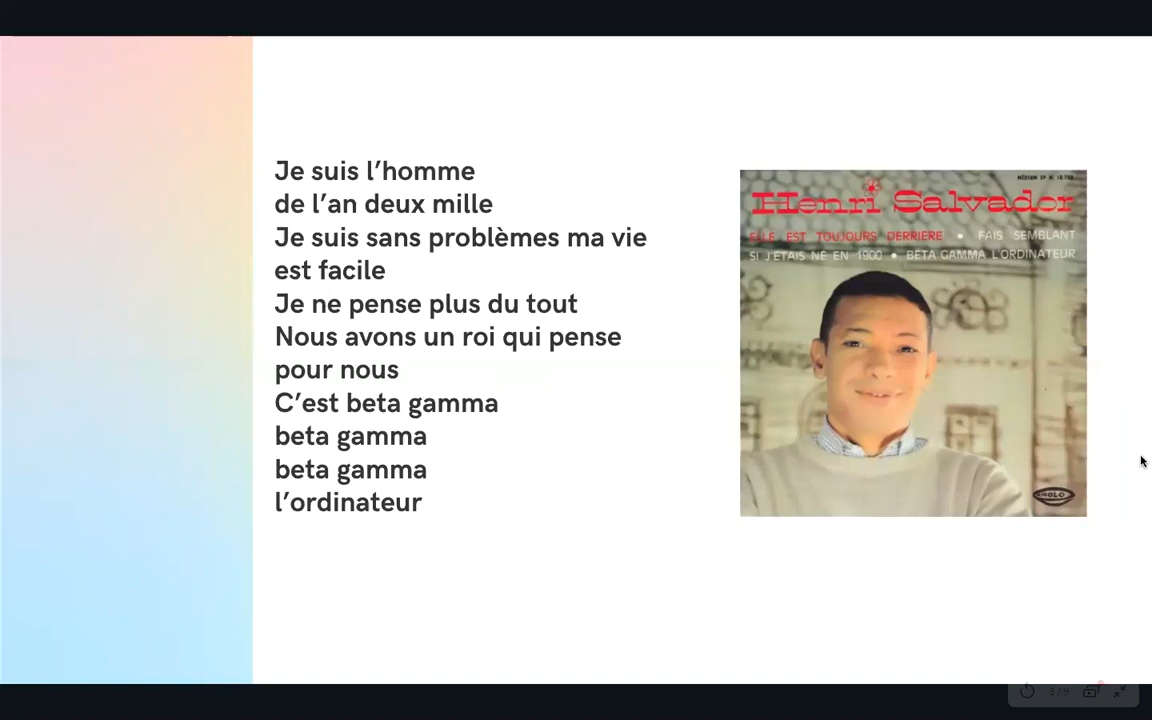 Je suis l’homme
de l’an deux mille
Je suis sans problèmes ma vie
est facile
Je ne pense plus du tout
Nous avons un roi qui pense
pour nous
C’est beta gamma
beta gamma
beta gamma
l’ordinateur
Henri Salvador
ELLE EST TOUJOURS DERRIERE • FAIS SEMBLANT
SI J'ETAIS NE EN 1900 • BETA GAMMA L'ORDINATEUR